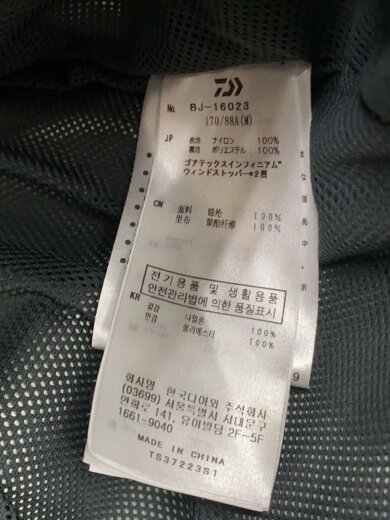 No. BJ-16023
170/88A(M)
JP 表地 ナイロン 100%
裏地 ポリエステル 100%
ゴアテックスインフィニアム™
ウィンドストッパー®2層
CN 面料 锦纶 100%
里布 聚酯纤维 100%
전기용품 및 생활용품
안전관리법에 의한 품질표시
KR 겉감 나일론 100%
안감 폴리에스터 100%
회사명 한국다이와 주식회사
(03699) 서울특별시 서대문구
연희로 141, 유이빌딩 2F-5F
1661-9040
MADE IN CHINA
TS37223S1